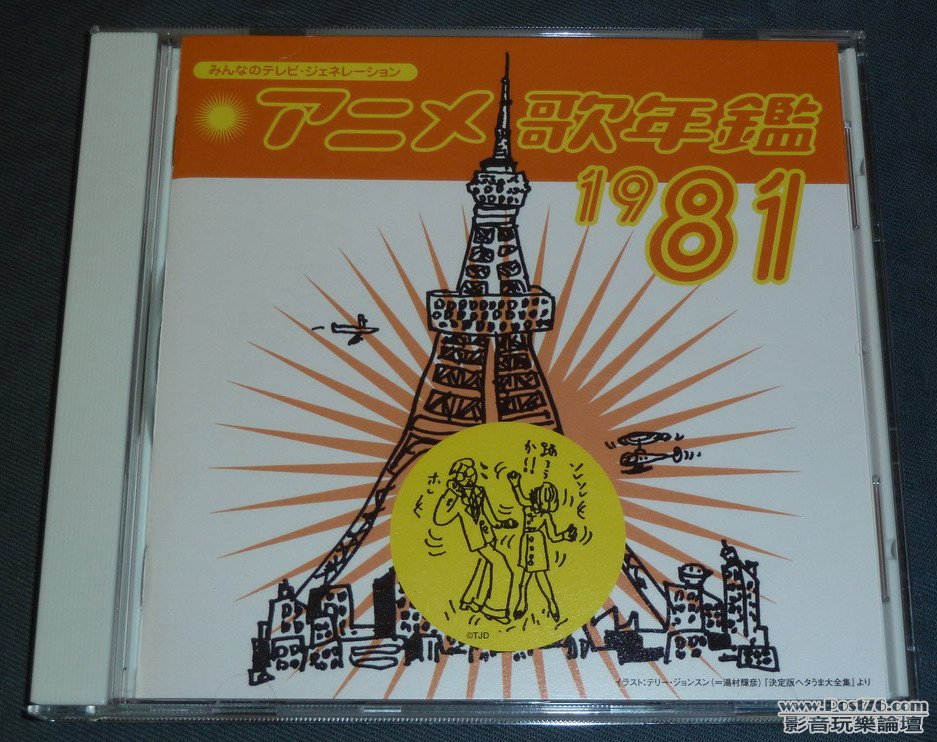 みんなのテレビ・ジェネレーション
アニメ歌年鑑
1981
踊ろう
か!!
ホレ
©TJD
イラスト:テリー・ジョンスン(=湯村輝彦)『決定版ヘタうま大全集』より
www.Post76.com
影音玩樂論壇